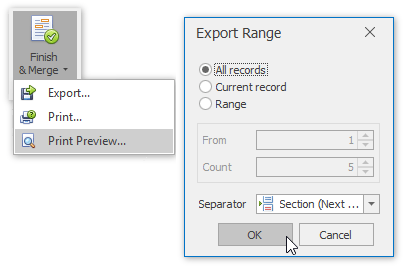 Finish
& Merge
Export...
Print...
Print Preview...
Export Range
All records
Current record
Range
From 1
Count 5
Separator Section (Next ...
OK Cancel